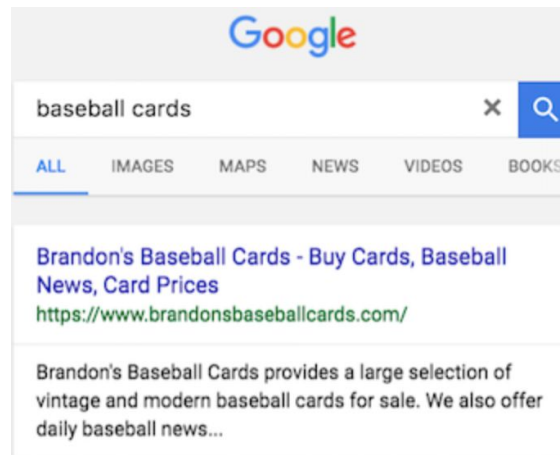 Google
baseball cards
ALL IMAGES MAPS NEWS VIDEOS BOOKS
Brandon's Baseball Cards - Buy Cards, Baseball
News, Card Prices
https://www.brandonsbaseballcards.com/
Brandon's Baseball Cards provides a large selection of
vintage and modern baseball cards for sale. We also offer
daily baseball news...